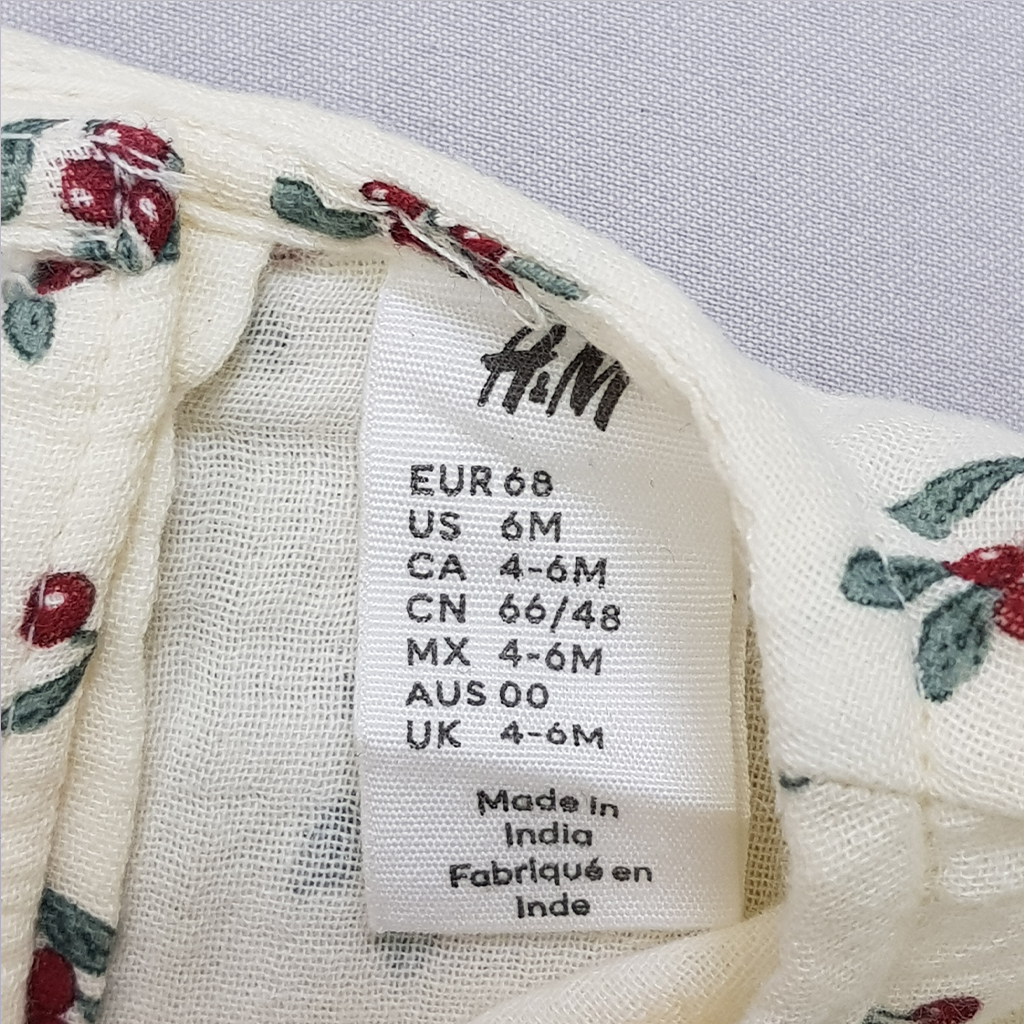 H&M
EUR 68
US 6M
CA 4-6M
CN 66/48
MX 4-6M
AUS 00
UK 4-6M
Made in
India
Fabriqué en
Inde